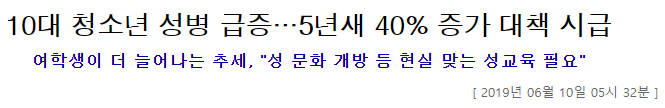 10대 청소년 성병 급증…5년새 40% 증가 대책 시급
여학생이 더 늘어나는 추세, "성 문화 개방 등 현실 맞는 성교육 필요"
[ 2019년 06월 10일 05시 32분 ]